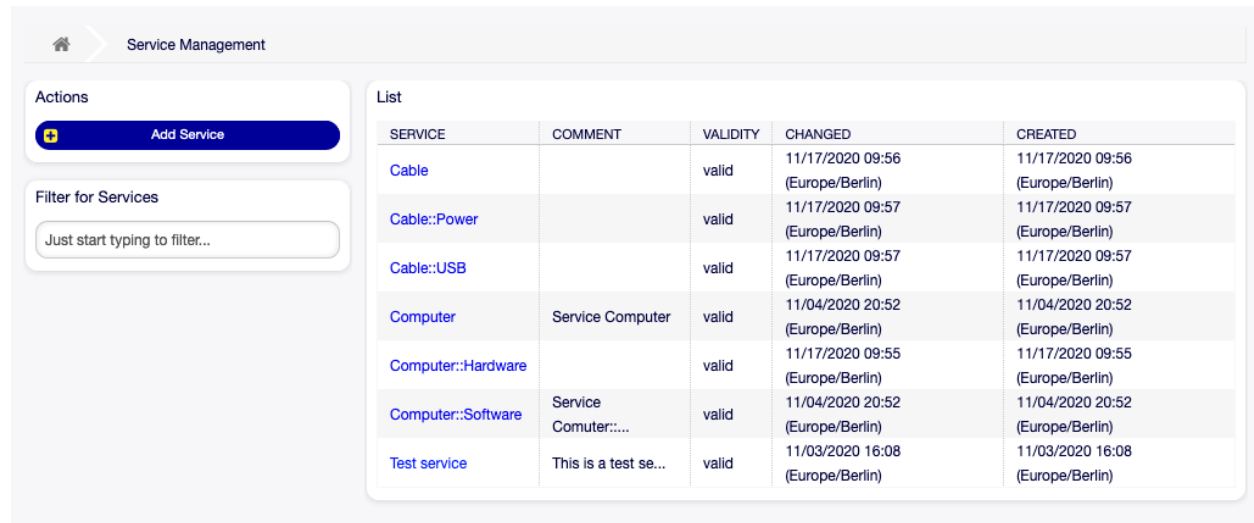 Service Management
Actions
Add Service
Filter for Services
Just start typing to filter...
List
SERVICE COMMENT VALIDITY CHANGED CREATED
Cable valid 11/17/2020 09:56 (Europe/Berlin) 11/17/2020 09:56 (Europe/Berlin)
Cable::Power valid 11/17/2020 09:57 (Europe/Berlin) 11/17/2020 09:57 (Europe/Berlin)
Cable::USB valid 11/17/2020 09:57 (Europe/Berlin) 11/17/2020 09:57 (Europe/Berlin)
Computer Service Computer valid 11/04/2020 20:52 (Europe/Berlin) 11/04/2020 20:52 (Europe/Berlin)
Computer::Hardware valid 11/17/2020 09:55 (Europe/Berlin) 11/17/2020 09:55 (Europe/Berlin)
Computer::Software Service Comuter::... valid 11/04/2020 20:52 (Europe/Berlin) 11/04/2020 20:52 (Europe/Berlin)
Test service This is a test se... valid 11/03/2020 16:08 (Europe/Berlin) 11/03/2020 16:08 (Europe/Berlin)